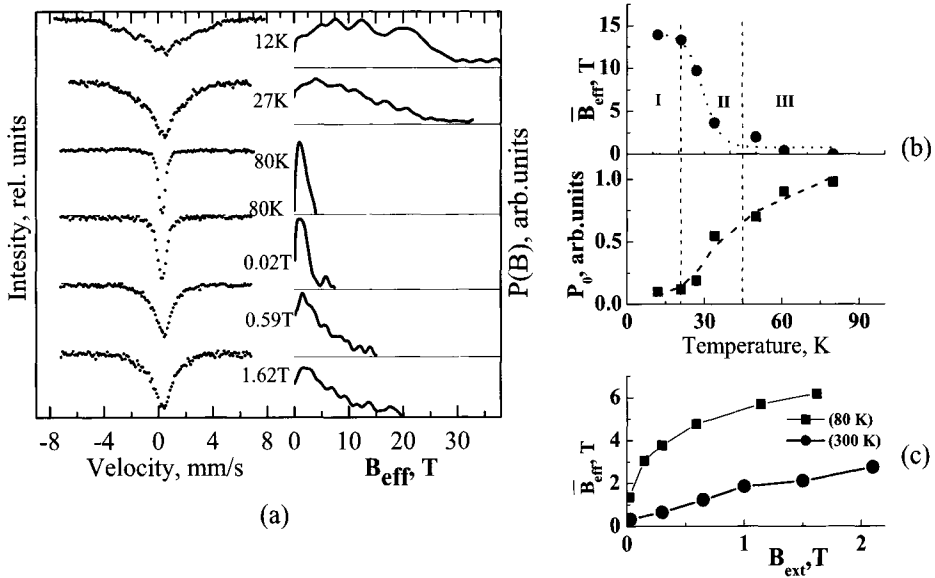 Intesity, rel. units
12K
27K
80K
80K
0.02T
0.59T
1.62T
-8 -4 0 4 8
Velocity, mm/s
0 10 20 30
B_eff, T
P(B), arb.units
(a)
B̅_eff, T
15
10
5
0
I
II
III
(b)
P_0, arb.units
1.0
0.5
0.0
0 30 60 90
Temperature, K
B̅_eff, T
6
4
2
0
(80 K)
(300 K)
(c)
0 1 2
B_ext, T